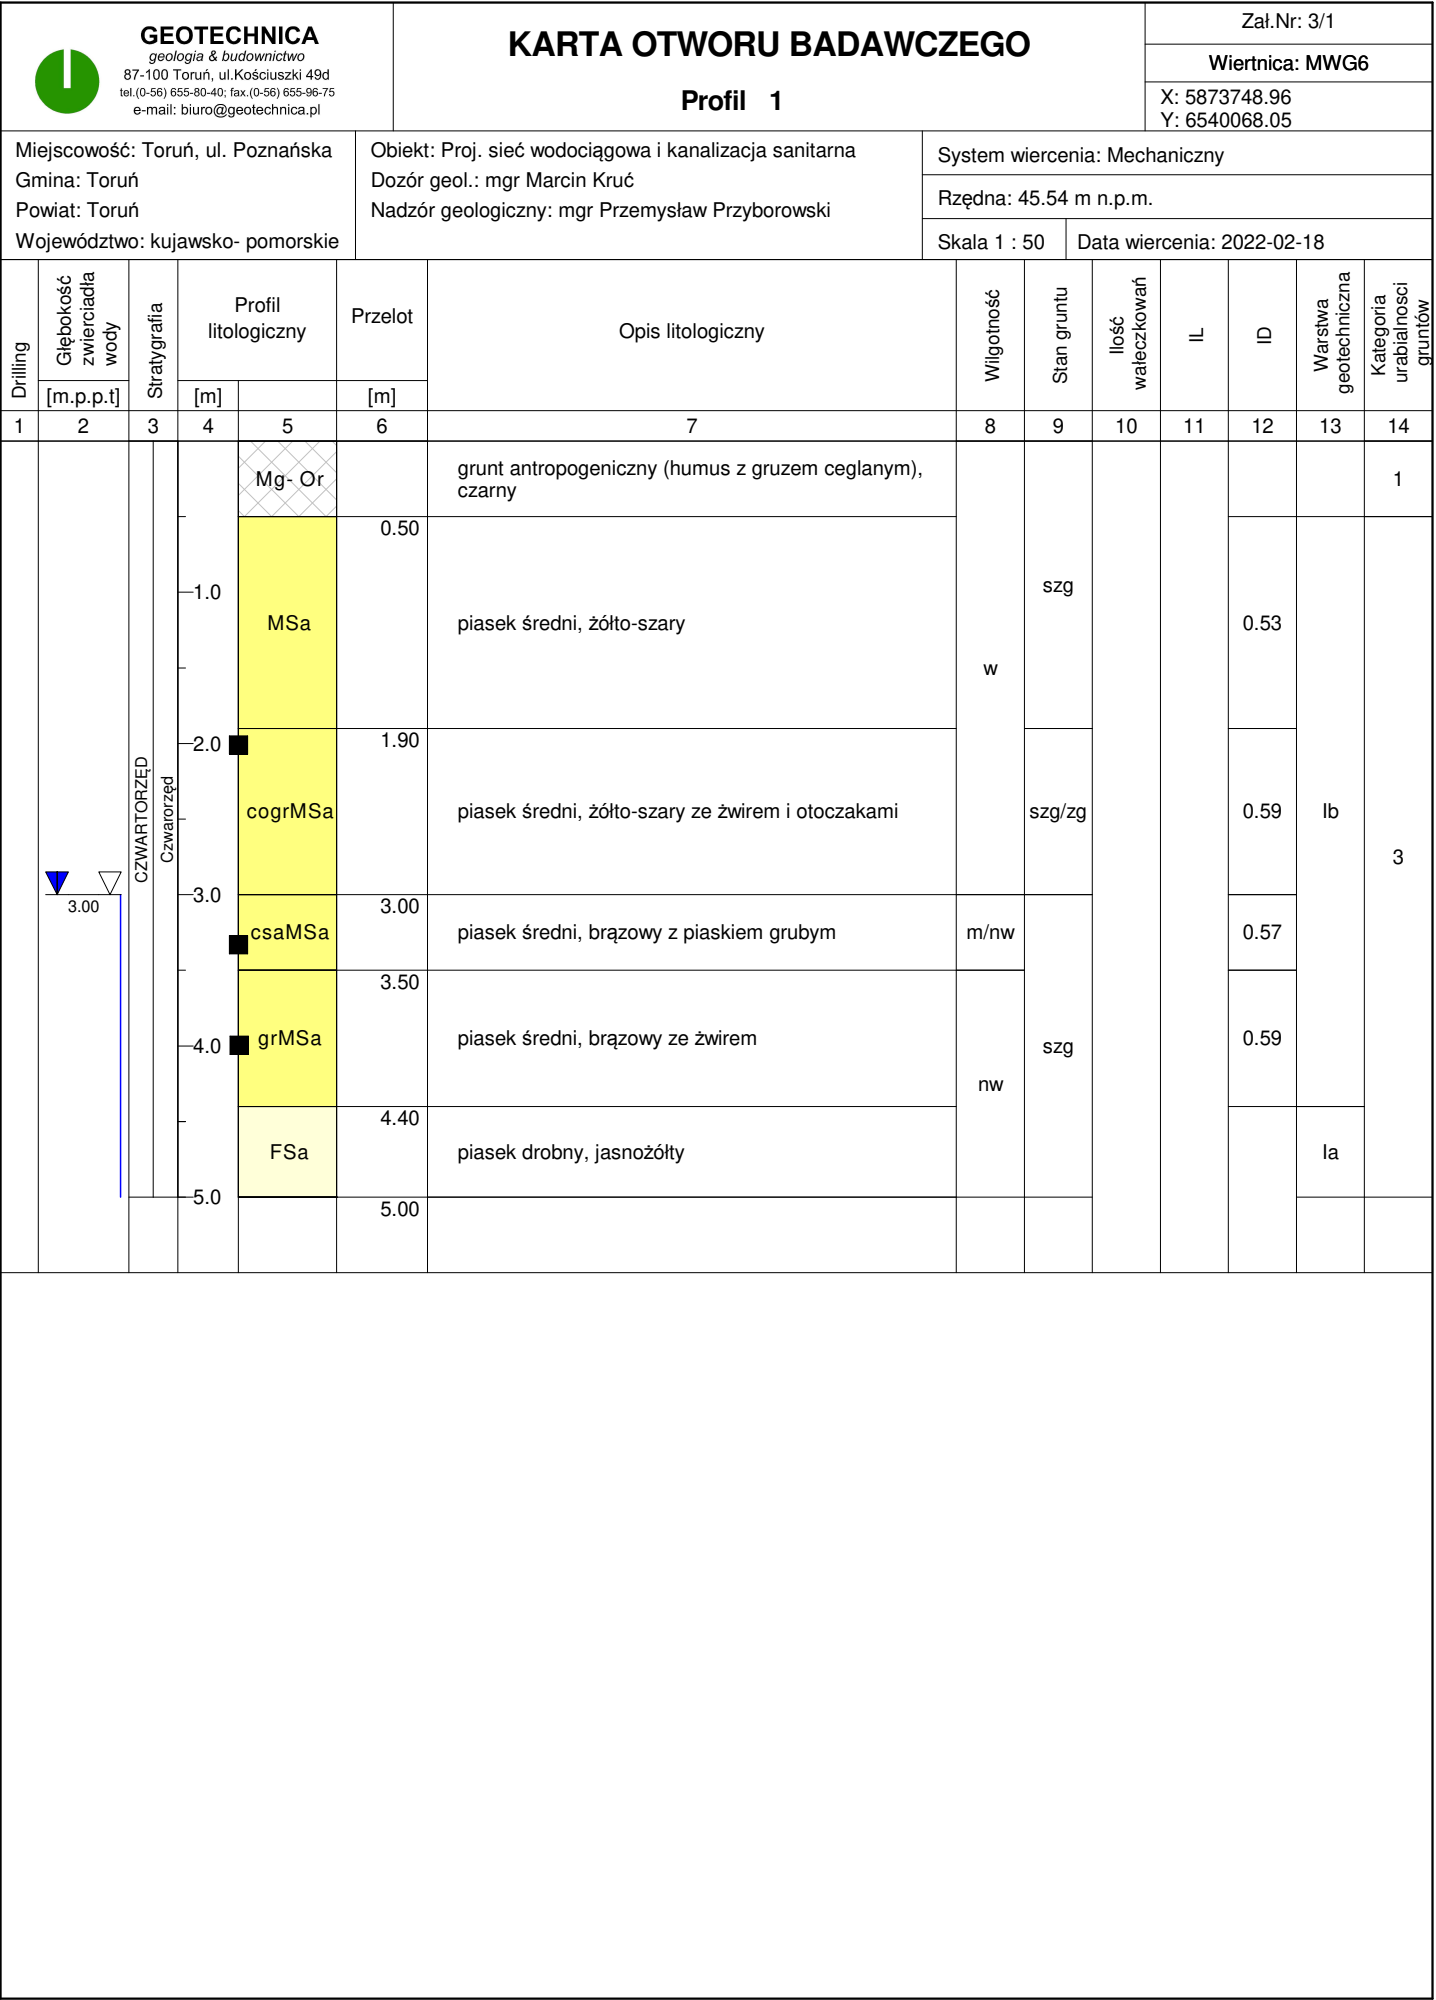 GEOTECHNICA
geologia & budownictwo
87-100 Toruń, ul.Kościuszki 49d
tel.(0-56) 655-80-40; fax.(0-56) 655-96-75
e-mail: biuro@geotechnica.pl
KARTA OTWORU BADAWCZEGO
Profil 1
Zał.Nr: 3/1
Wiertnica: MWG6
X: 5873748.96
Y: 6540068.05
Miejscowość: Toruń, ul. Poznańska
Gmina: Toruń
Powiat: Toruń
Województwo: kujawsko- pomorskie
Obiekt: Proj. sieć wodociągowa i kanalizacja sanitarna
Dozór geol.: mgr Marcin Kruć
Nadzór geologiczny: mgr Przemysław Przyborowski
System wiercenia: Mechaniczny
Rzędna: 45.54 m n.p.m.
Skala 1 : 50
Data wiercenia: 2022-02-18
Drilling
Głębokość
zwierciadła
wody
[m.p.p.t]
Stratygrafia
Profil
litologiczny
[m]
Przelot
[m]
Opis litologiczny
Wilgotność
Stan gruntu
Ilość
wałeczkowań
IL
ID
Warstwa
geotechniczna
Kategoria
urabialnosci
gruntów
1 2 3 4 5 6 7 8 9 10 11 12 13 14
Mg- Or
grunt antropogeniczny (humus z gruzem ceglanym),
czarny
1
0.50
1.0
MSa
piasek średni, żółto-szary
w
szg
0.53
2.0
1.90
CZWARTORZĘD
Czwarorzęd
cogrMSa
piasek średni, żółto-szary ze żwirem i otoczakami
szg/zg
0.59
Ib
3
3.00
3.0
3.00
csaMSa
piasek średni, brązowy z piaskiem grubym
m/nw
0.57
3.50
4.0
grMSa
piasek średni, brązowy ze żwirem
nw
szg
0.59
4.40
FSa
piasek drobny, jasnożółty
Ia
5.0
5.00